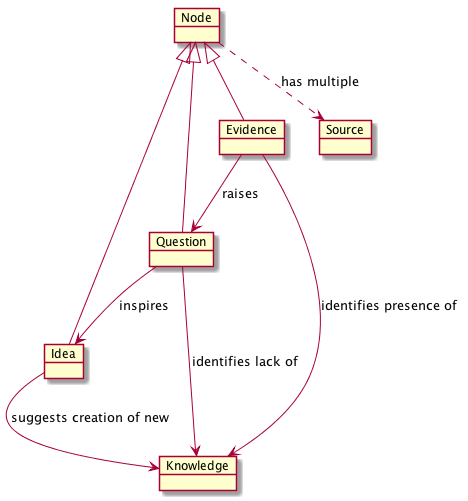 Node
has multiple
Evidence
Source
raises
Question
inspires
identifies presence of
Idea
identifies lack of
suggests creation of new
Knowledge